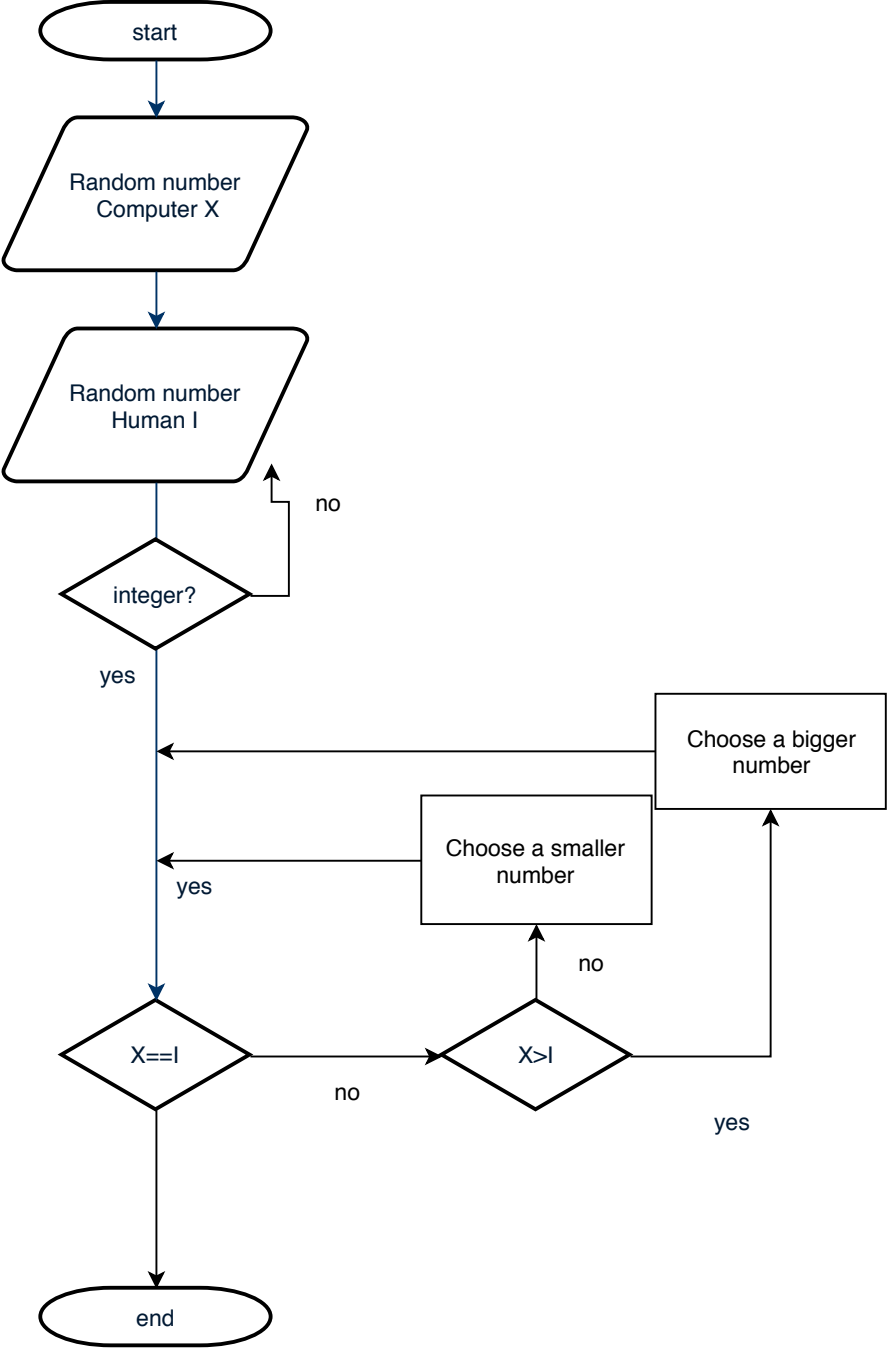 start
Random number
Computer X
Random number
Human I
no
integer?
yes
Choose a bigger
number
Choose a smaller
number
yes
no
X==I
X>I
no
yes
end